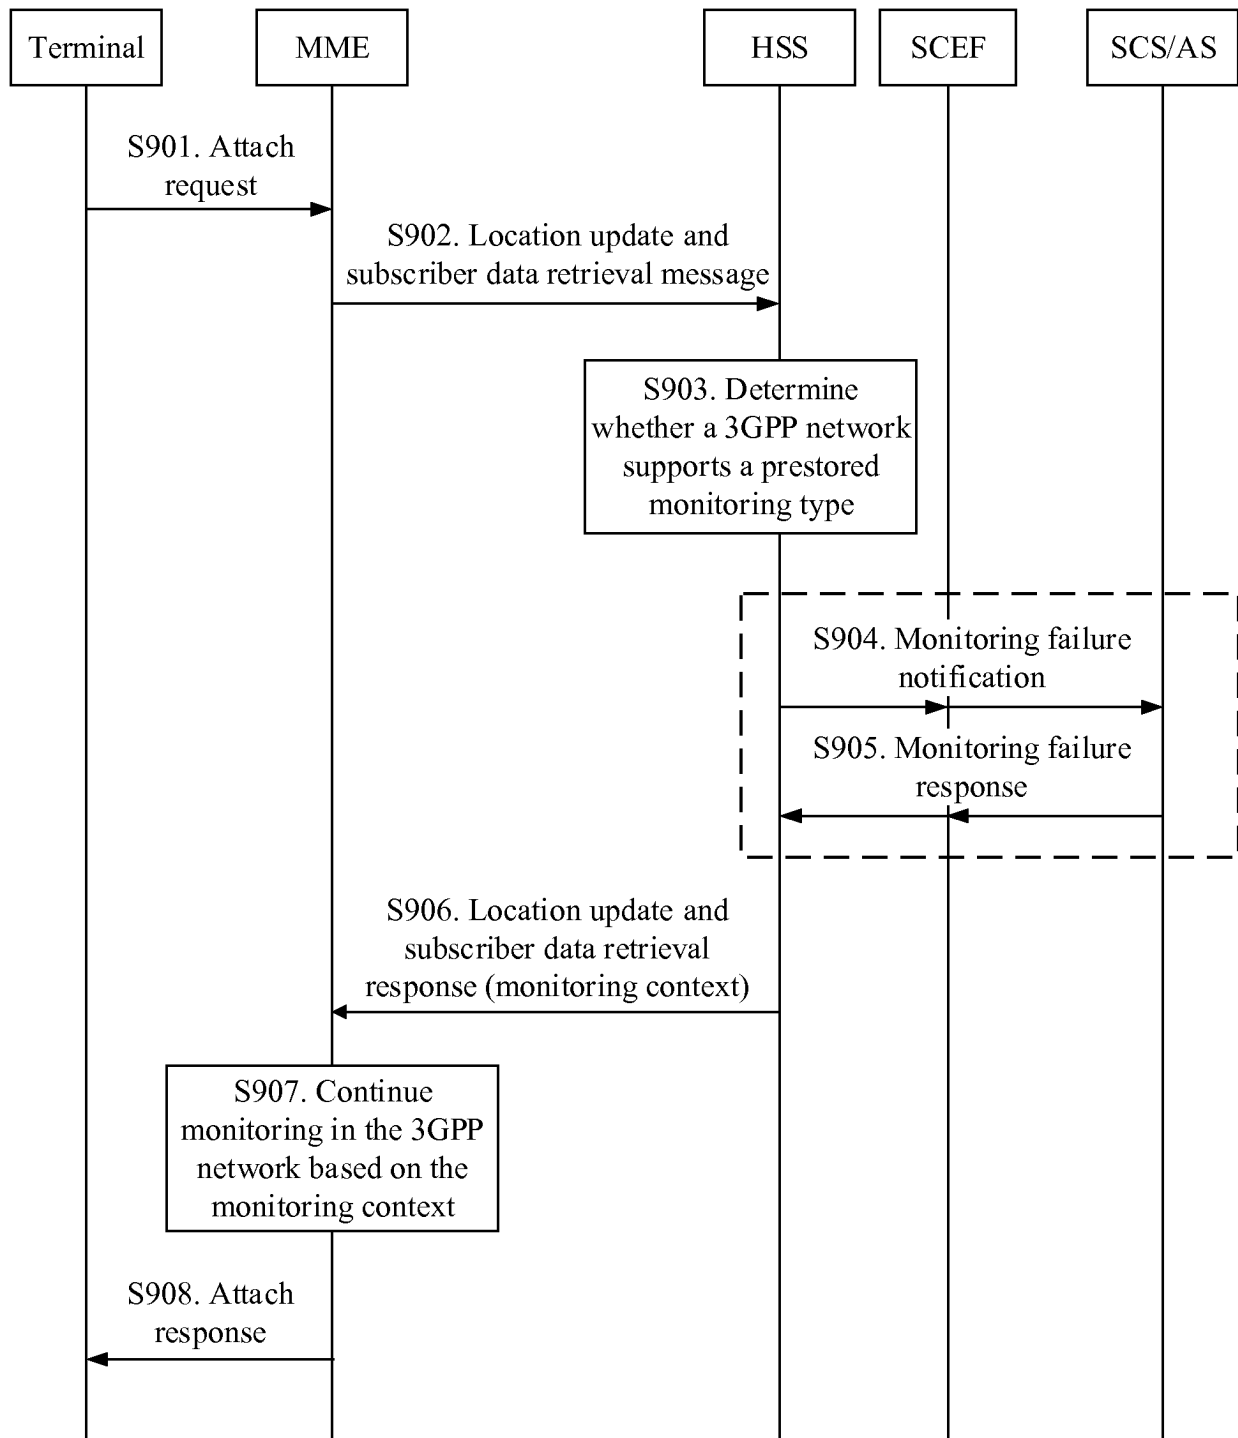 Terminal
MME
HSS
SCEF
SCS/AS
S901. Attach
request
S902. Location update and
subscriber data retrieval message
S903. Determine
whether a 3GPP network
supports a prestored
monitoring type
S904. Monitoring failure
notification
S905. Monitoring failure
response
S906. Location update and
subscriber data retrieval
response (monitoring context)
S907. Continue
monitoring in the 3GPP
network based on the
monitoring context
S908. Attach
response